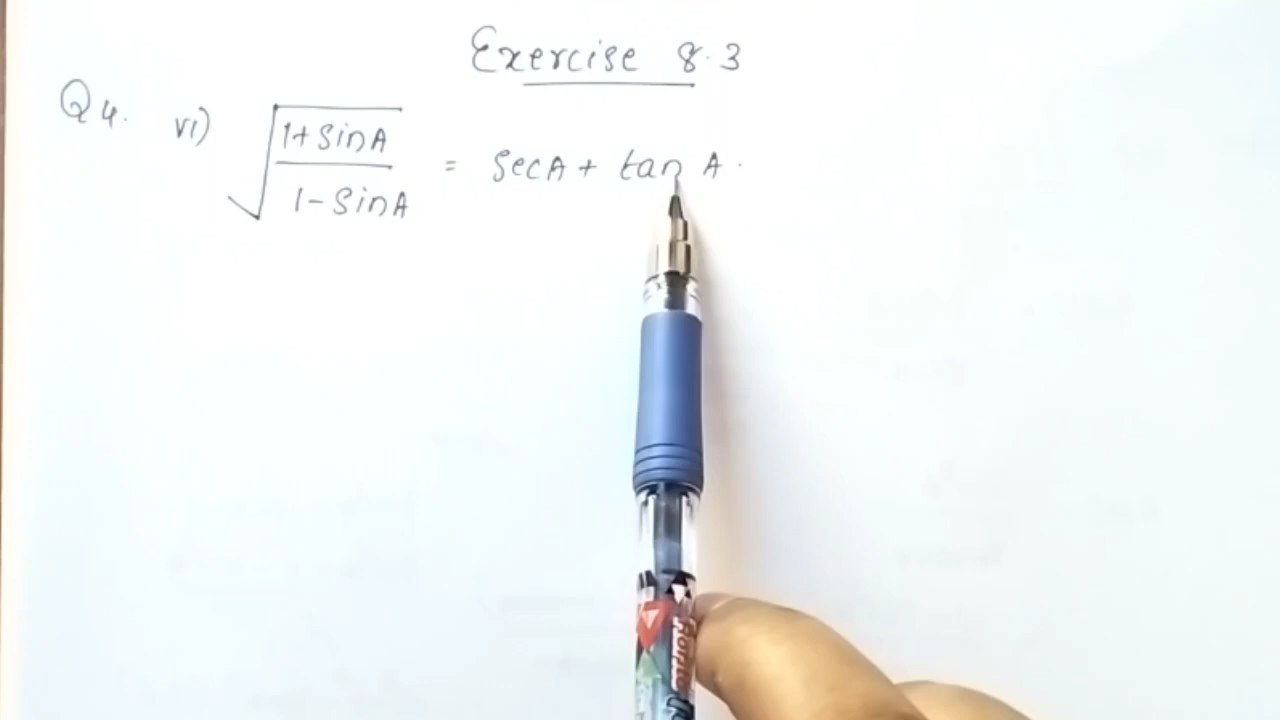 Exercise 8.3
Q4. vi) √(1+SinA / 1-SinA) = SecA + tan A.